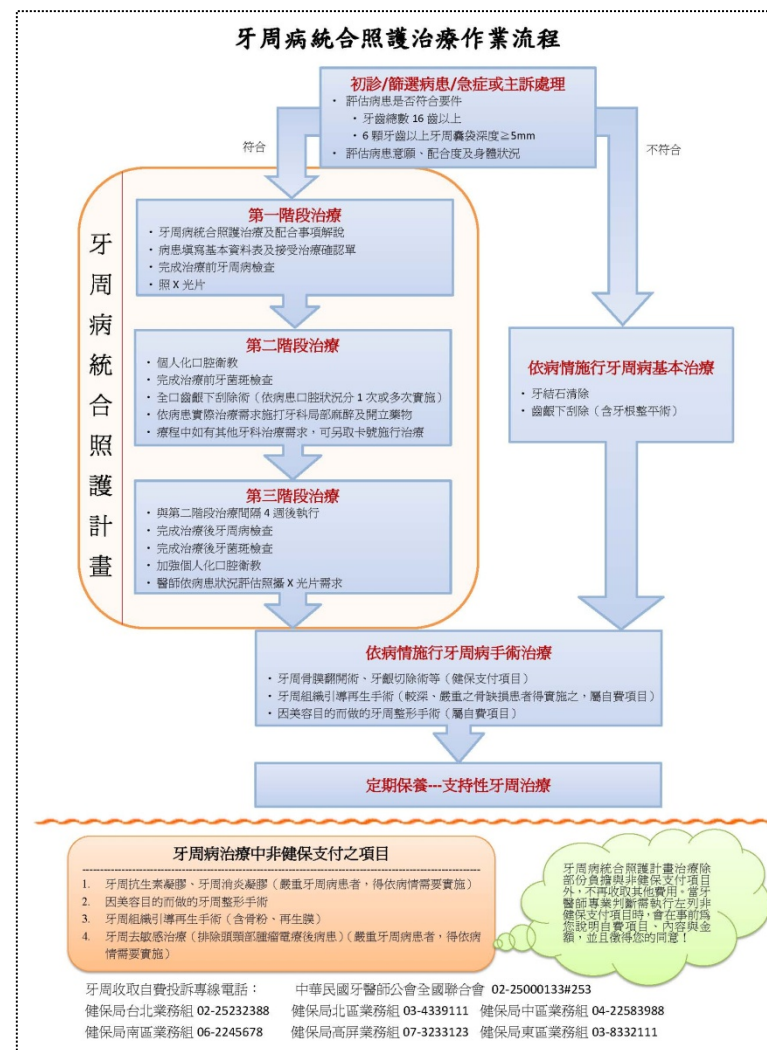 牙周病統合照護治療作業流程
初診/篩選病患/急症或主訴處理
• 評估病患是否符合要件
• 牙齒總數 16 齒以上
• 6 顆牙齒以上牙周囊袋深度≧5mm
• 評估病患意願、配合度及身體狀況
符合
不符合
牙周病統合照護計畫
第一階段治療
• 牙周病統合照護治療及配合事項解說
• 病患填寫基本資料表及接受治療確認單
• 完成治療前牙周病檢查
• 照 X 光片
第二階段治療
• 個人化口腔衛教
• 完成治療前牙菌斑檢查
• 全口齒齦下刮除術（依病患口腔狀況分 1 次或多次實施）
• 依病患實際治療需求施打牙科局部麻醉及開立藥物
• 療程中如有其他牙科治療需求，可另取卡號施行治療
第三階段治療
• 與第二階段治療間隔 4 週後執行
• 完成治療後牙周病檢查
• 完成治療後牙菌斑檢查
• 加強個人化口腔衛教
• 醫師依病患狀況評估照攝 X 光片需求
依病情施行牙周病基本治療
• 牙結石清除
• 齒齦下刮除（含牙根整平術）
依病情施行牙周病手術治療
• 牙周骨膜翻開術、牙齦切除術等（健保支付項目）
• 牙周組織引導再生手術（較深、嚴重之骨缺損患者得實施之，屬自費項目）
• 因美容目的而做的牙周整形手術（屬自費項目）
定期保養---支持性牙周治療
牙周病治療中非健保支付之項目
1. 牙周抗生素凝膠、牙周消炎凝膠（嚴重牙周病患者，得依病情需要實施）
2. 因美容目的而做的牙周整形手術
3. 牙周組織引導再生手術（含骨粉、再生膜）
4. 牙周去敏感治療（排除頭頸部腫瘤電療後病患）（嚴重牙周病患者，得依病
情需要實施）
牙周病統合照護計畫治療除
部份負擔與非健保支付項目
外，不再收取其他費用。當牙
醫師專業判斷需執行左列非
健保支付項目時，會在事前為
您說明自費項目、內容與金
額，並且徵得您的同意！
牙周收取自費投訴專線電話： 中華民國牙醫師公會全國聯合會 02-25000133#253
健保局台北業務組 02-25232388 健保局北區業務組 03-4339111 健保局中區業務組 04-22583988
健保局南區業務組 06-2245678 健保局高屏業務組 07-3233123 健保局東區業務組 03-8332111